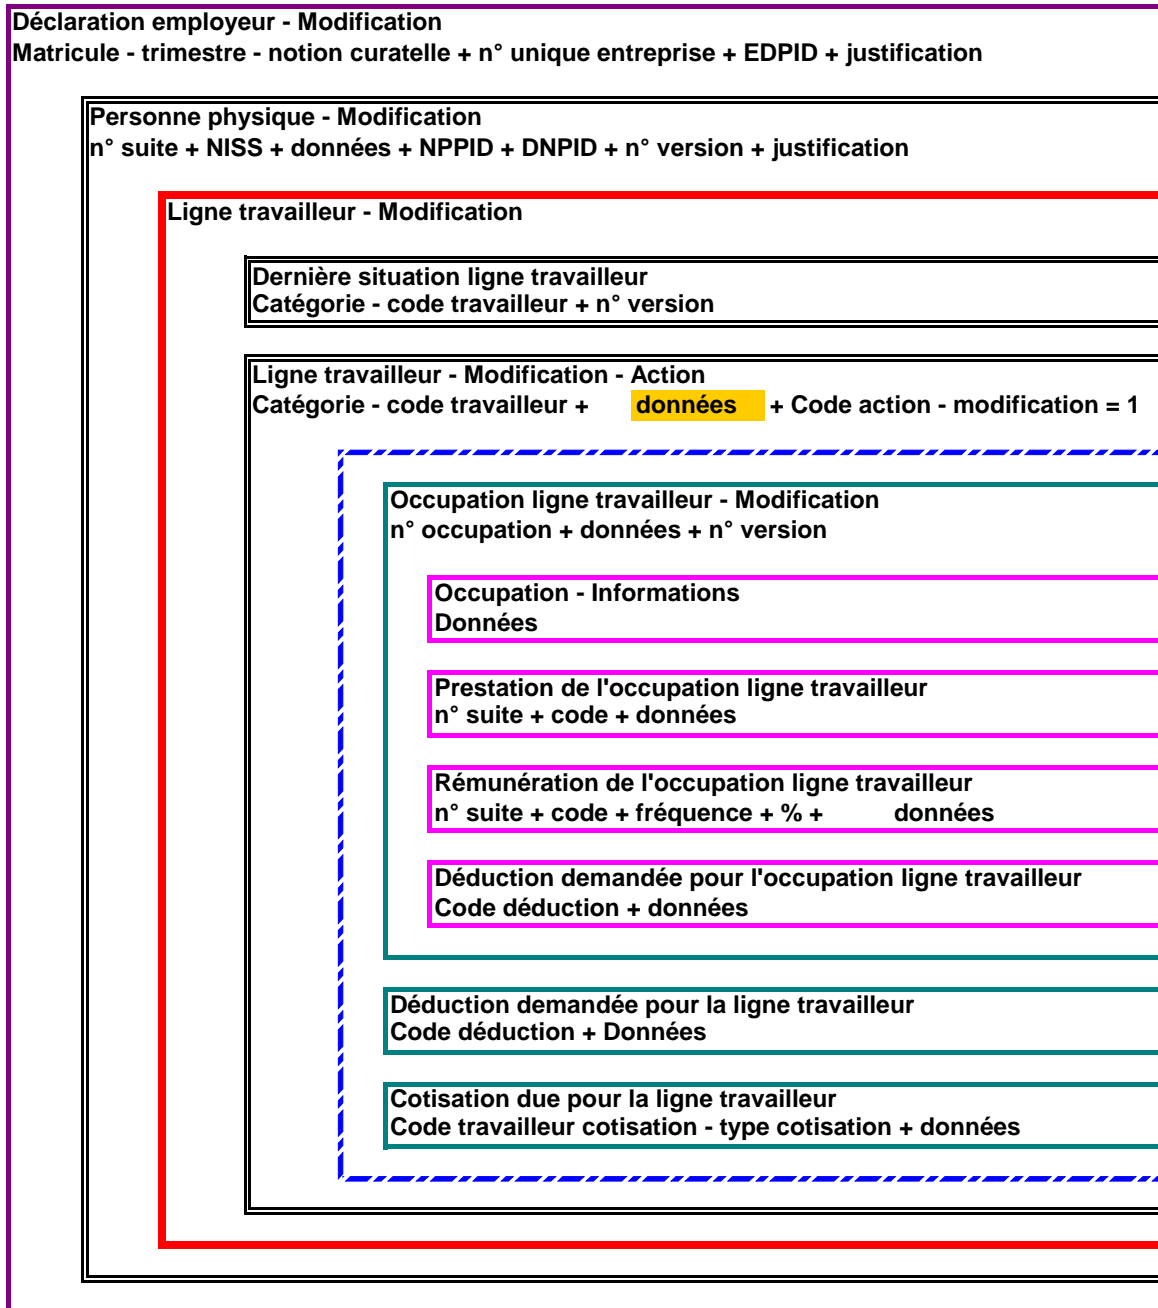 Déclaration employeur - Modification
Matricule - trimestre - notion curatelle + n° unique entreprise + EDPID + justification
Personne physique - Modification
n° suite + NISS + données + NPPID + DNPID + n° version + justification
Ligne travailleur - Modification
Dernière situation ligne travailleur
Catégorie - code travailleur + n° version
Ligne travailleur - Modification - Action
Catégorie - code travailleur + données + Code action - modification = 1
Occupation ligne travailleur - Modification
n° occupation + données + n° version
Occupation - Informations
Données
Prestation de l'occupation ligne travailleur
n° suite + code + données
Rémunération de l'occupation ligne travailleur
n° suite + code + fréquence + % + données
Déduction demandée pour l'occupation ligne travailleur
Code déduction + données
Déduction demandée pour la ligne travailleur
Code déduction + Données
Cotisation due pour la ligne travailleur
Code travailleur cotisation - type cotisation + données